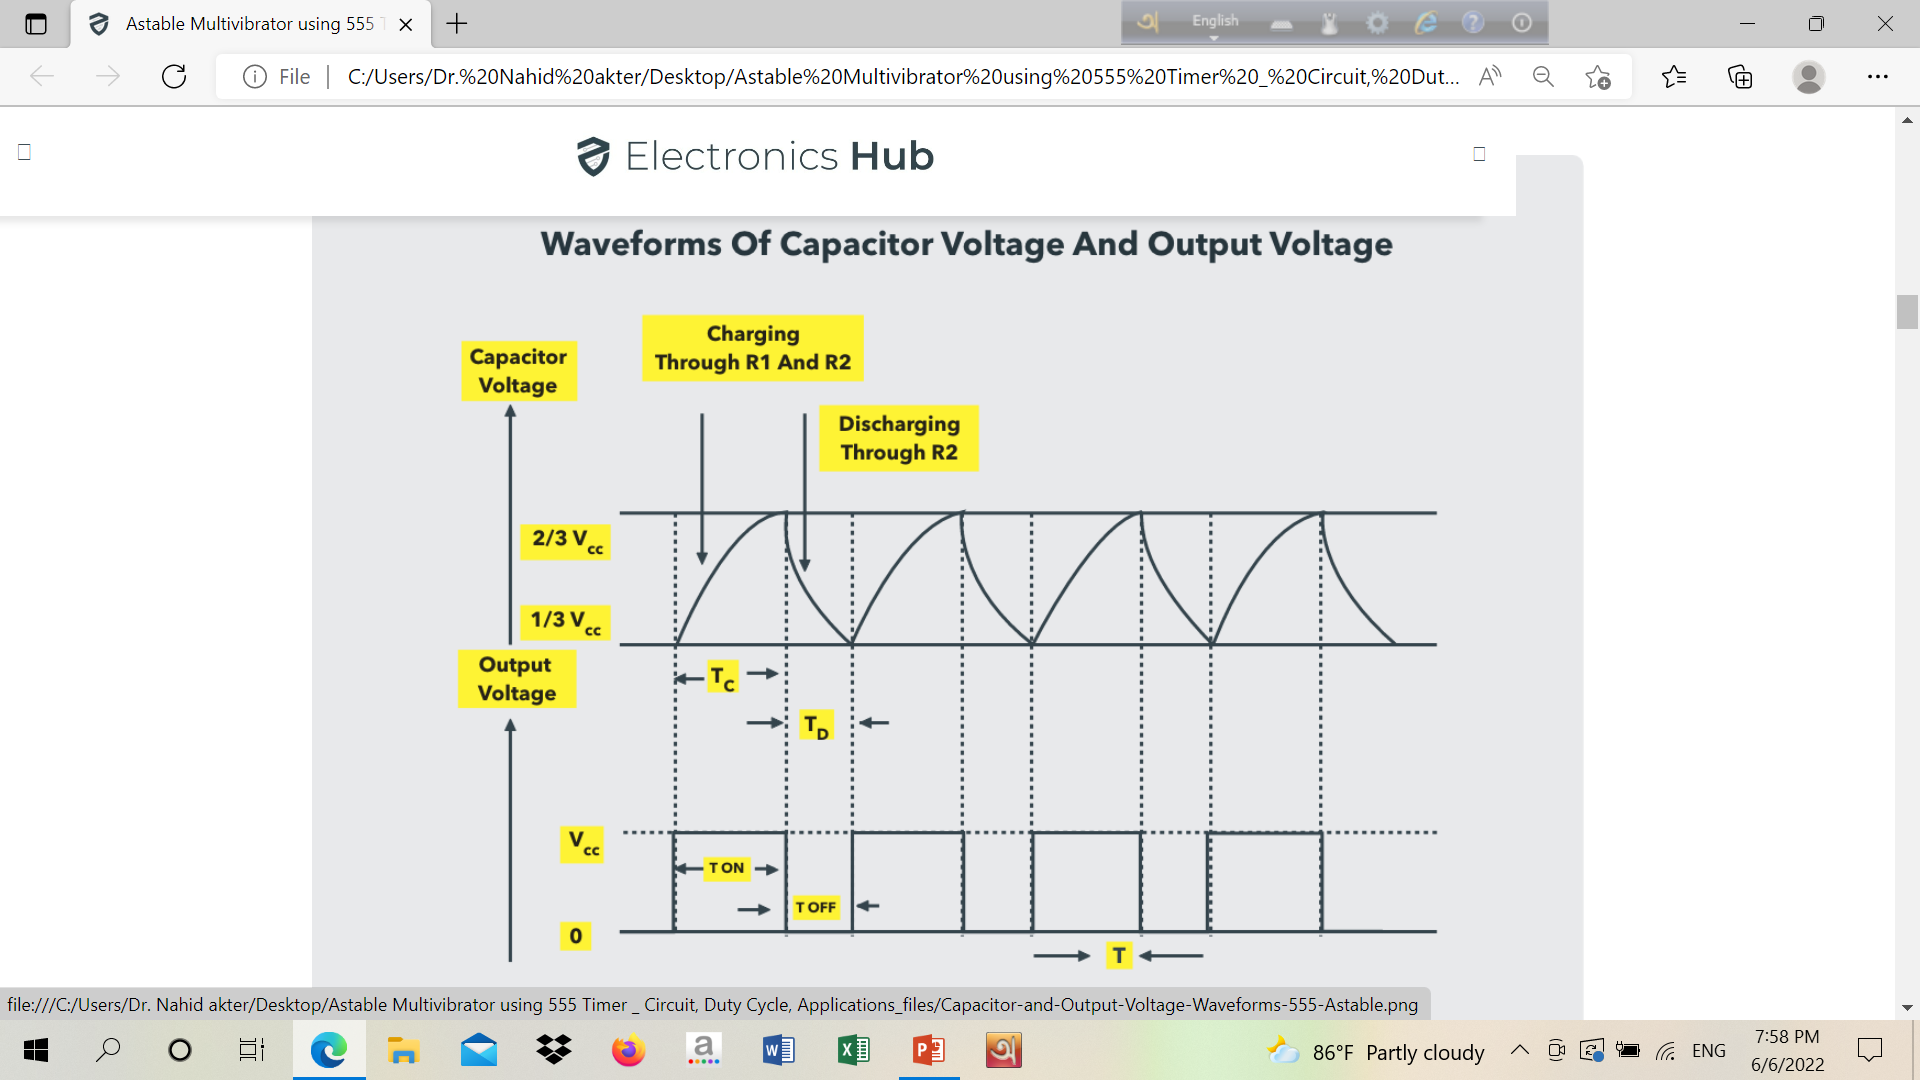 Astable Multivibrator using 555
English
File
C:/Users/Dr.%20Nahid%20akter/Desktop/Astable%20Multivibrator%20using%20555%20Timer%20_%20Circuit,%20Dut...
Electronics Hub
Waveforms Of Capacitor Voltage And Output Voltage
Charging
Through R1 And R2
Capacitor
Voltage
Discharging
Through R2
2/3 Vcc
1/3 Vcc
Output
Voltage
TC
TD
Vcc
T ON
T OFF
0
T
file:///C:/Users/Dr. Nahid akter/Desktop/Astable Multivibrator using 555 Timer _ Circuit, Duty Cycle, Applications_files/Capacitor-and-Output-Voltage-Waveforms-555-Astable.png
86°F Partly cloudy
ENG
7:58 PM
6/6/2022